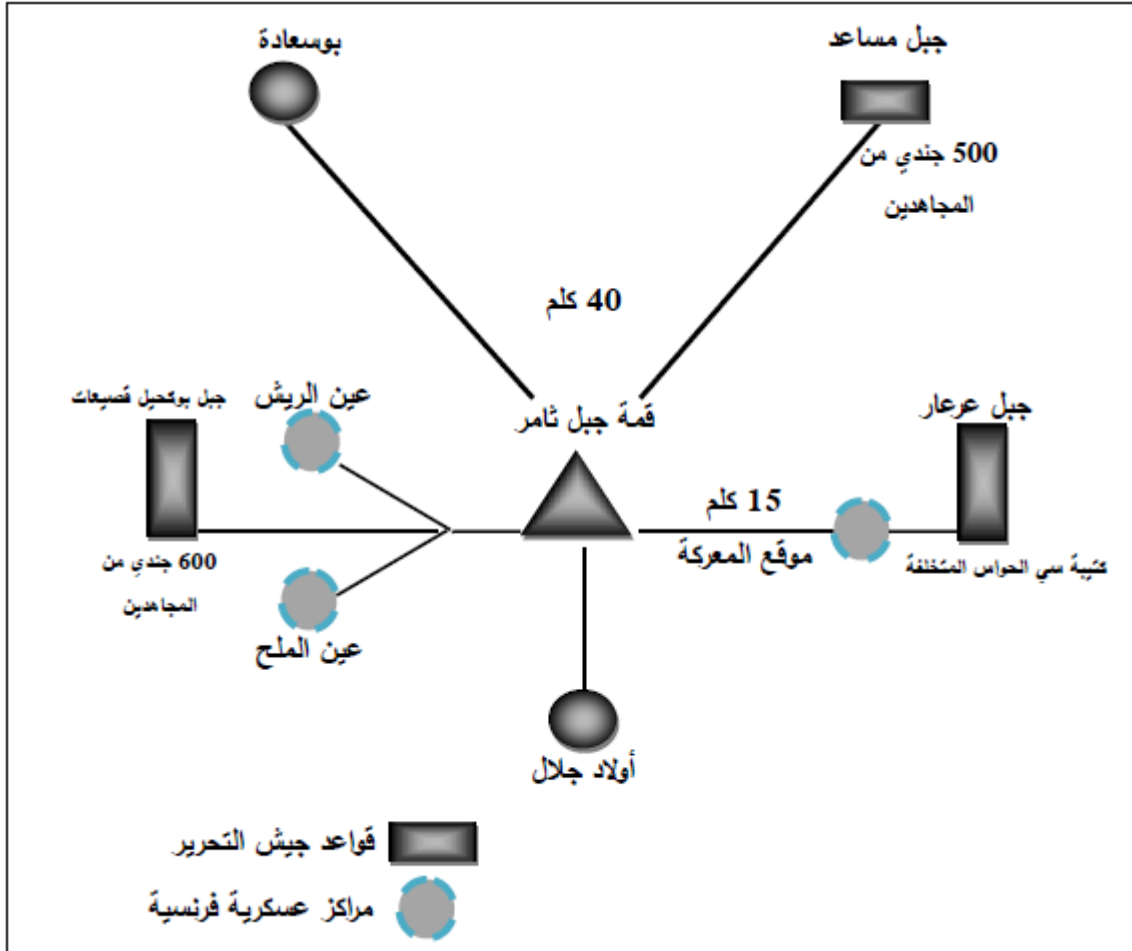 بوسعادة
جبل مساعد
500 جندي من
المجاهدين
40 كلم
جبل بوكحيل قصيعات
عين الريش
قمة جبل ثامر
جبل عرعار
15 كلم
موقع المعركة
كتيبة سي الحواس المتخلفة
600 جندي من
المجاهدين
عين الملح
أولاد جلال
قواعد جيش التحرير
مراكز عسكرية فرنسية